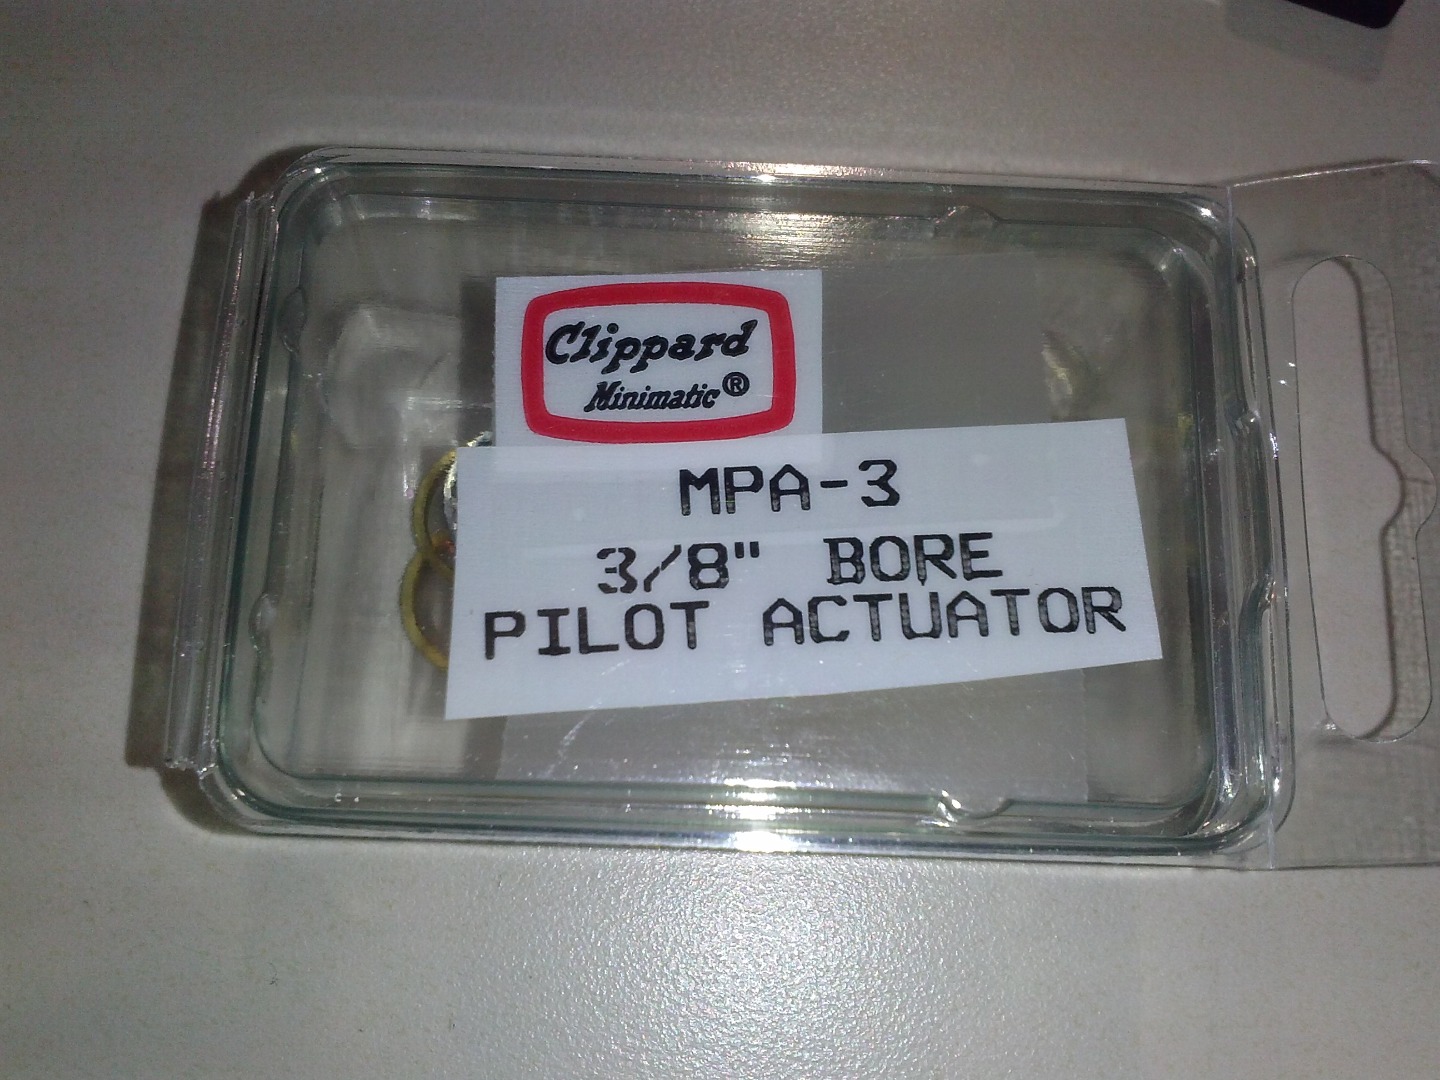 Clippard
Minimatic®
MPA-3
3/8" BORE
PILOT ACTUATOR